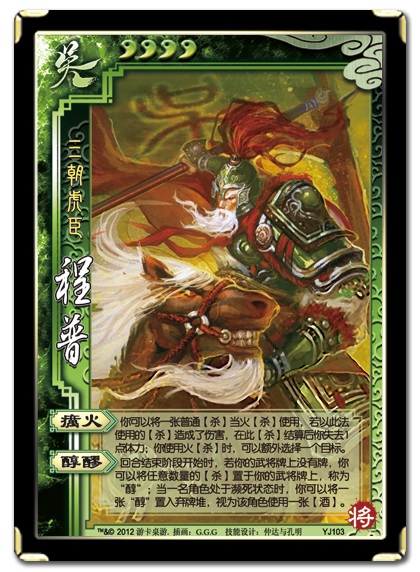 吴
三朝虎臣
程普
疠火
你可以将一张普通【杀】当火【杀】使用,若以此法
使用的【杀】造成了伤害,在此【杀】结算后你失去1
点体力;你使用火【杀】时,可以额外选择一个目标。
醇醪
回合结束阶段开始时,若你的武将牌上没有牌,你
可以将任意数量的【杀】置于你的武将牌上,称为
“醇”;当一名角色处于濒死状态时,你可以将一
张“醇”置入弃牌堆,视为该角色使用一张【酒】。
将
™&© 2012 游卡桌游. 插画:G.G.G 技能设计:仲达与孔明 YJ103